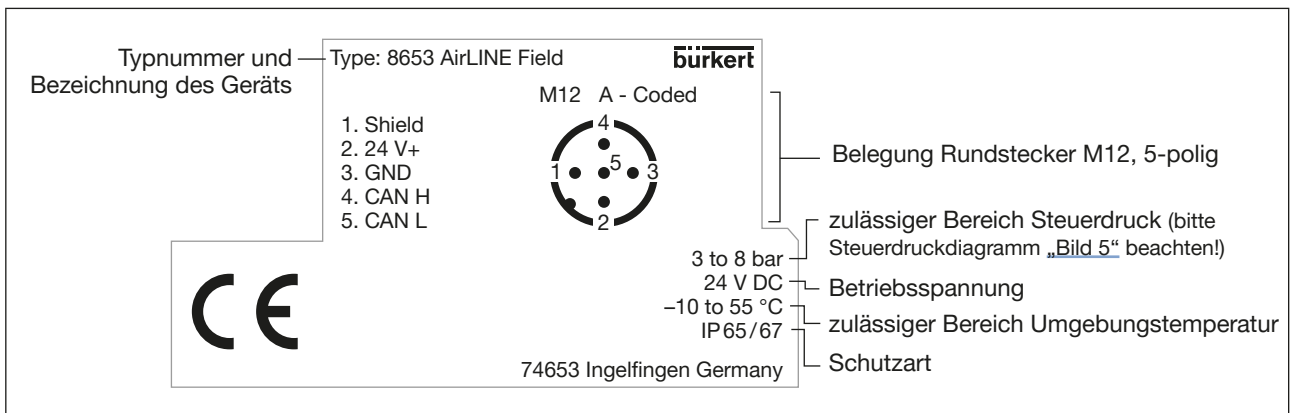 Typnummer und
Bezeichnung des Geräts
Type: 8653 AirLINE Field
bürkert
M12 A - Coded
1. Shield
2. 24 V+
3. GND
4. CAN H
5. CAN L
4
1
5
3
2
Belegung Rundstecker M12, 5-polig
3 to 8 bar
24 V DC
–10 to 55 °C
IP 65/67
zulässiger Bereich Steuerdruck (bitte
Steuerdruckdiagramm „Bild 5“ beachten!)
Betriebsspannung
zulässiger Bereich Umgebungstemperatur
Schutzart
CE
74653 Ingelfingen Germany